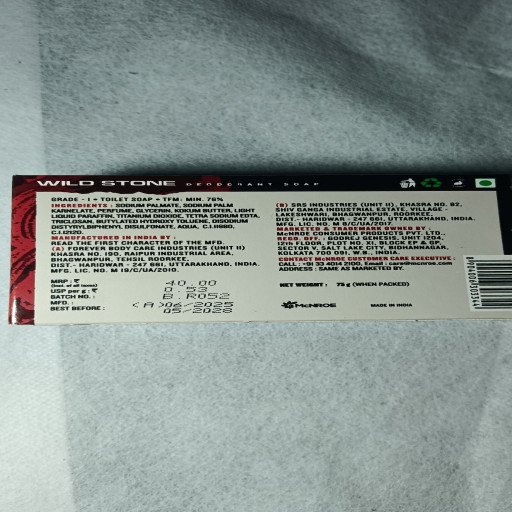 WILD STONE DEODORANT SOAP
GRADE - 1 • TOILET SOAP • TFM: MIN. 76%
INGREDIENTS : SODIUM PALMATE, SODIUM PALM
KARNELATE, PERFUME, GLYCERIN, KOKUM BUTTER, LIGHT
LIQUID PARAFFIN, TITANIUM DIOXIDE, TETRA SODIUM EDTA,
TRICLOSAN, BUTYLATED HYDROXY TOLUENE, DISODIUM
DISTYRYLBIPHENYL DISULFONATE, AQUA, C.I.11680,
C.I.12920.
MANUFACTURED IN INDIA BY :
READ THE FIRST CHARACTER OF THE MFD.
(A) FOREVER BODY CARE INDUSTRIES (UNIT II)
KHASRA NO. 190, RAIPUR INDUSTRIAL AREA,
BHAGWANPUR, TEHSIL ROORKEE,
DIST. - HARIDWAR - 247 661, UTTARAKHAND, INDIA.
MFG. LIC. NO. M 19/C/UA/2010.
(B) SRS INDUSTRIES (UNIT II), KHASRA NO. 82,
SHIV GANGA INDUSTRIAL ESTATE, VILLAGE -
LAKESHWARI, BHAGWANPUR, ROORKEE,
DIST.- HARIDWAR - 247 661, UTTARAKHAND, INDIA.
MFG. LIC. NO. M 8/C/UA/2017.
MARKETED & TRADEMARK OWNED BY :
McNROE CONSUMER PRODUCTS PVT. LTD.,
REGD. OFF.: GODREJ GENESIS, UNIT 1204,
12th FLOOR, PLOT NO. XI, BLOCK EP & GP,
SECTOR V, SALT LAKE CITY, BIDHANNAGAR,
KOLKATA 700 091, W.B., INDIA.
CONTACT McNROE CUSTOMER CARE EXECUTIVE :
CALL : +91 33 4014 2100, Email : care@mcnroe.com
ADDRESS : SAME AS MARKETED BY.
MRP : ₹ 40.00
(Incl. of all taxes)
USP per g : ₹ 0.53
BATCH NO. : B.R052
MFD. : <A>06/2025
BEST BEFORE : 05/2028
NET WEIGHT : 75 g (WHEN PACKED)
McNROE
MADE IN INDIA